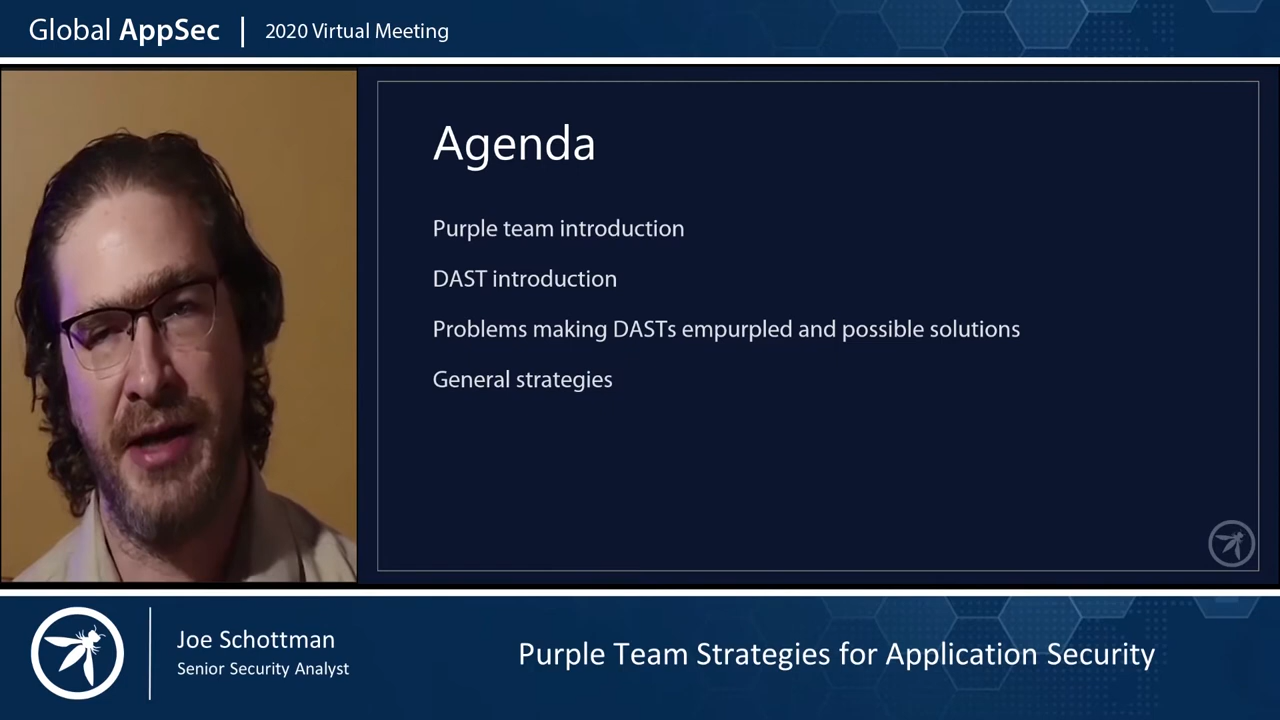 Global AppSec | 2020 Virtual Meeting
Agenda
Purple team introduction
DAST introduction
Problems making DASTs empurpled and possible solutions
General strategies
Joe Schottman
Senior Security Analyst
Purple Team Strategies for Application Security